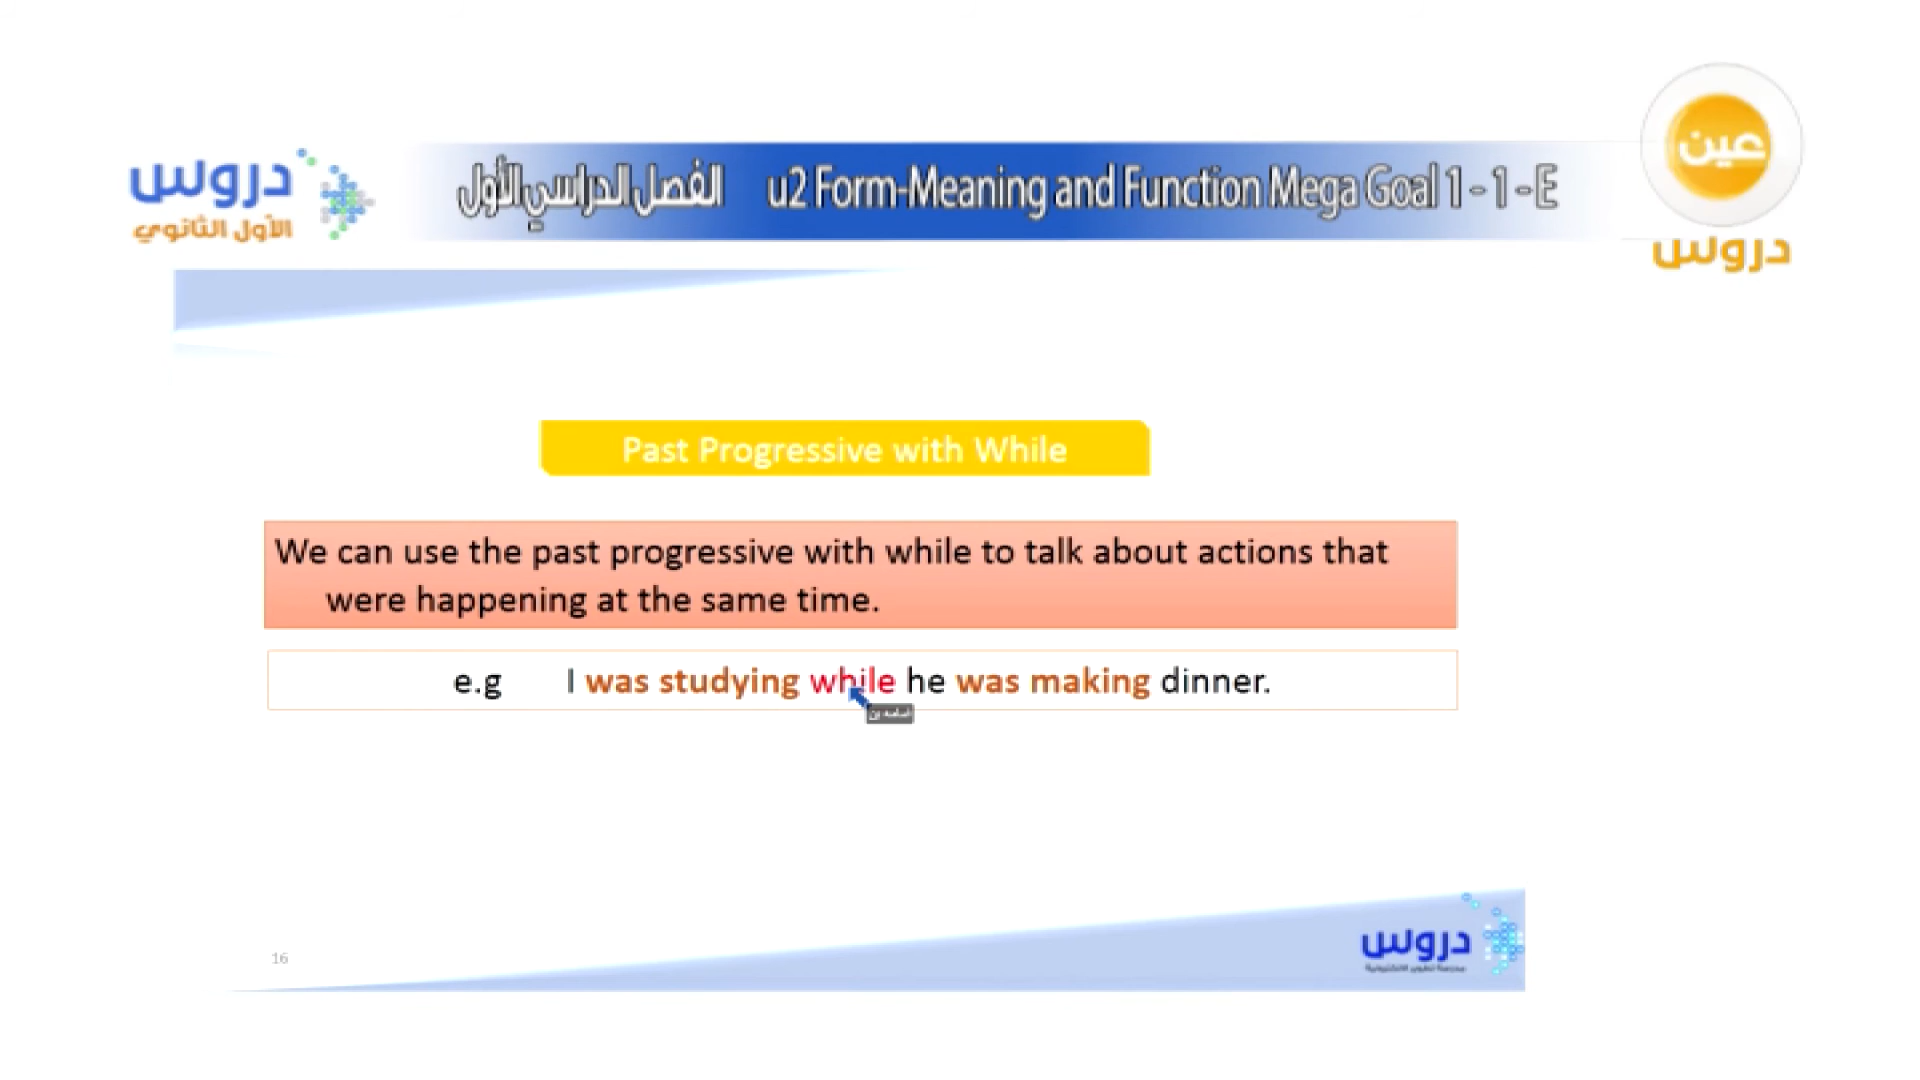 عين
دروس
دروس
الأول الثانوي
الفصل الدراسي الأول u2 Form-Meaning and Function Mega Goal 1 - 1 - E
Past Progressive with While
We can use the past progressive with while to talk about actions that
were happening at the same time.
e.g I was studying while he was making dinner.
16
دروس